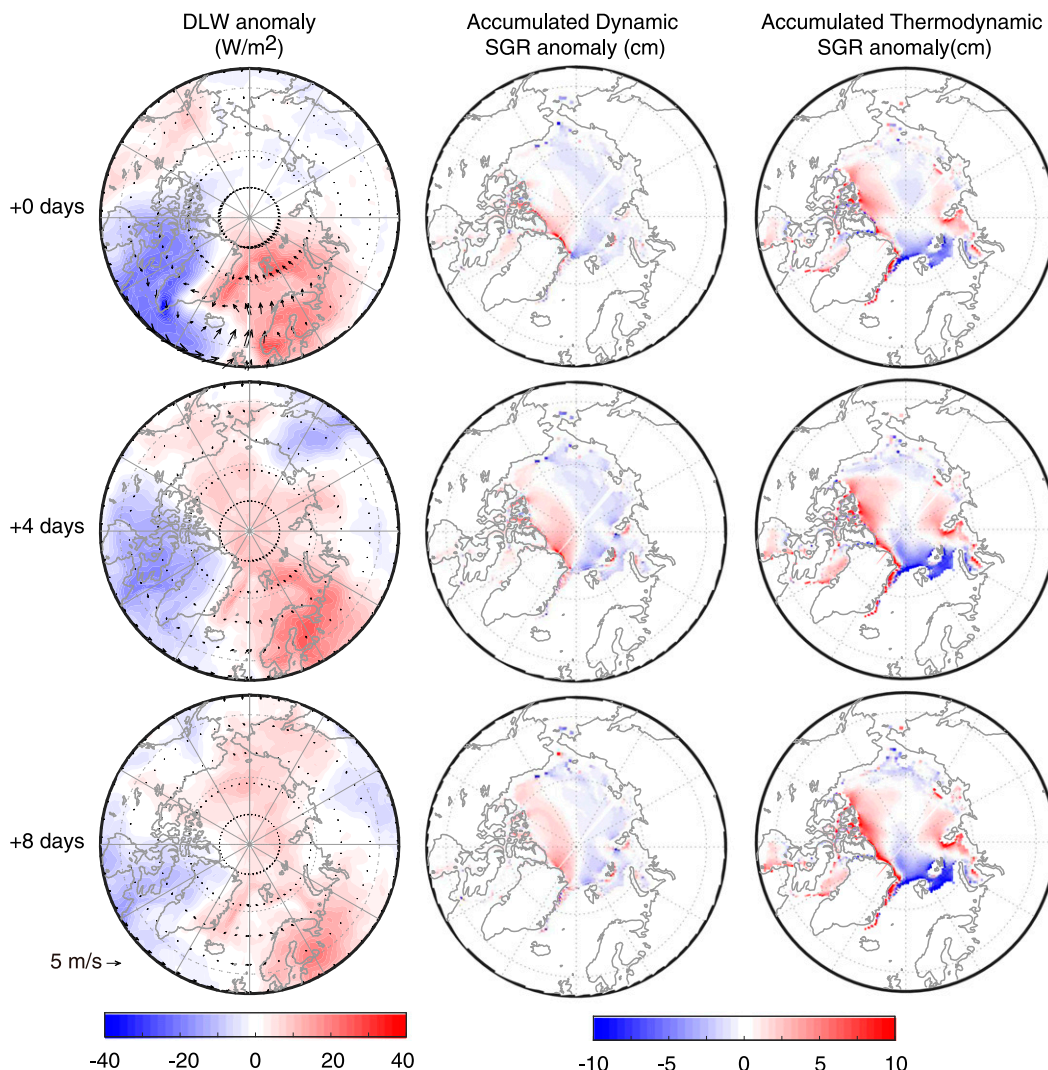 DLW anomaly
(W/m2)
Accumulated Dynamic
SGR anomaly (cm)
Accumulated Thermodynamic
SGR anomaly(cm)
+0 days
+4 days
+8 days
5 m/s
-40 -20 0 20 40
-10 -5 0 5 10